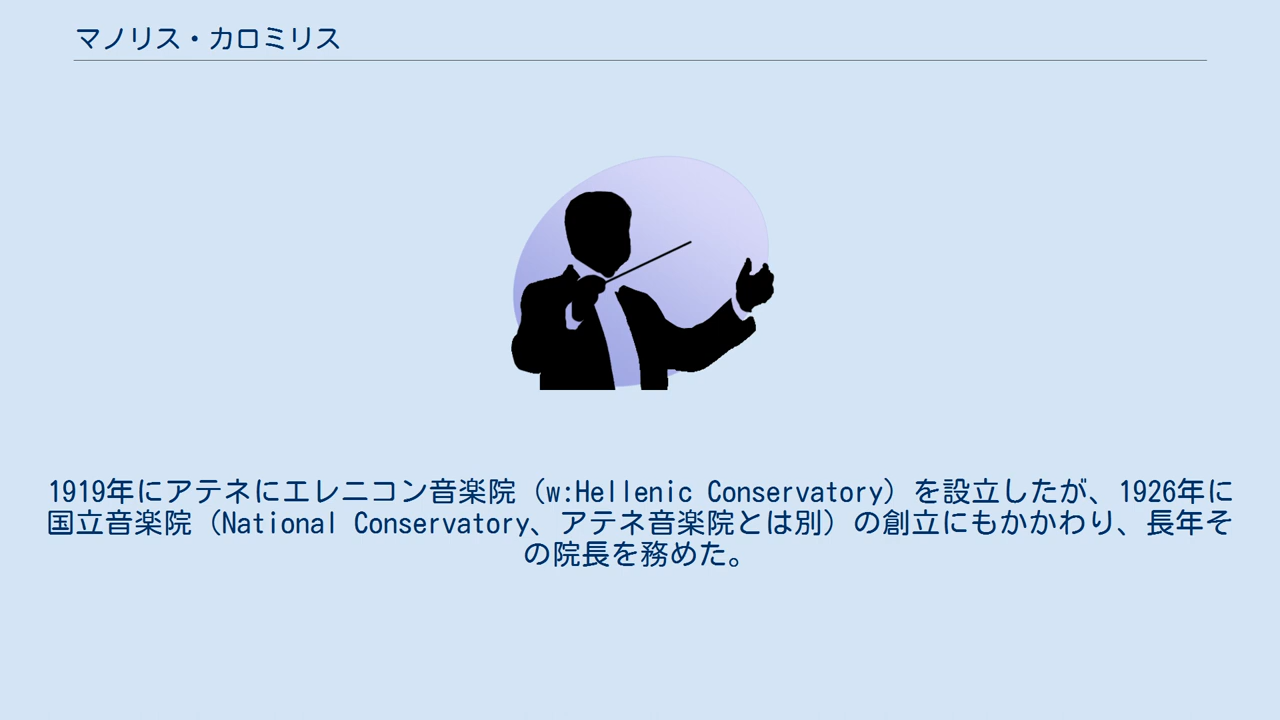 マノリス・カロミリス
1919年にアテネにエレニコン音楽院（w:Hellenic Conservatory）を設立したが、1926年に
国立音楽院（National Conservatory、アテネ音楽院とは別）の創立にもかかわり、長年そ
の院長を務めた。